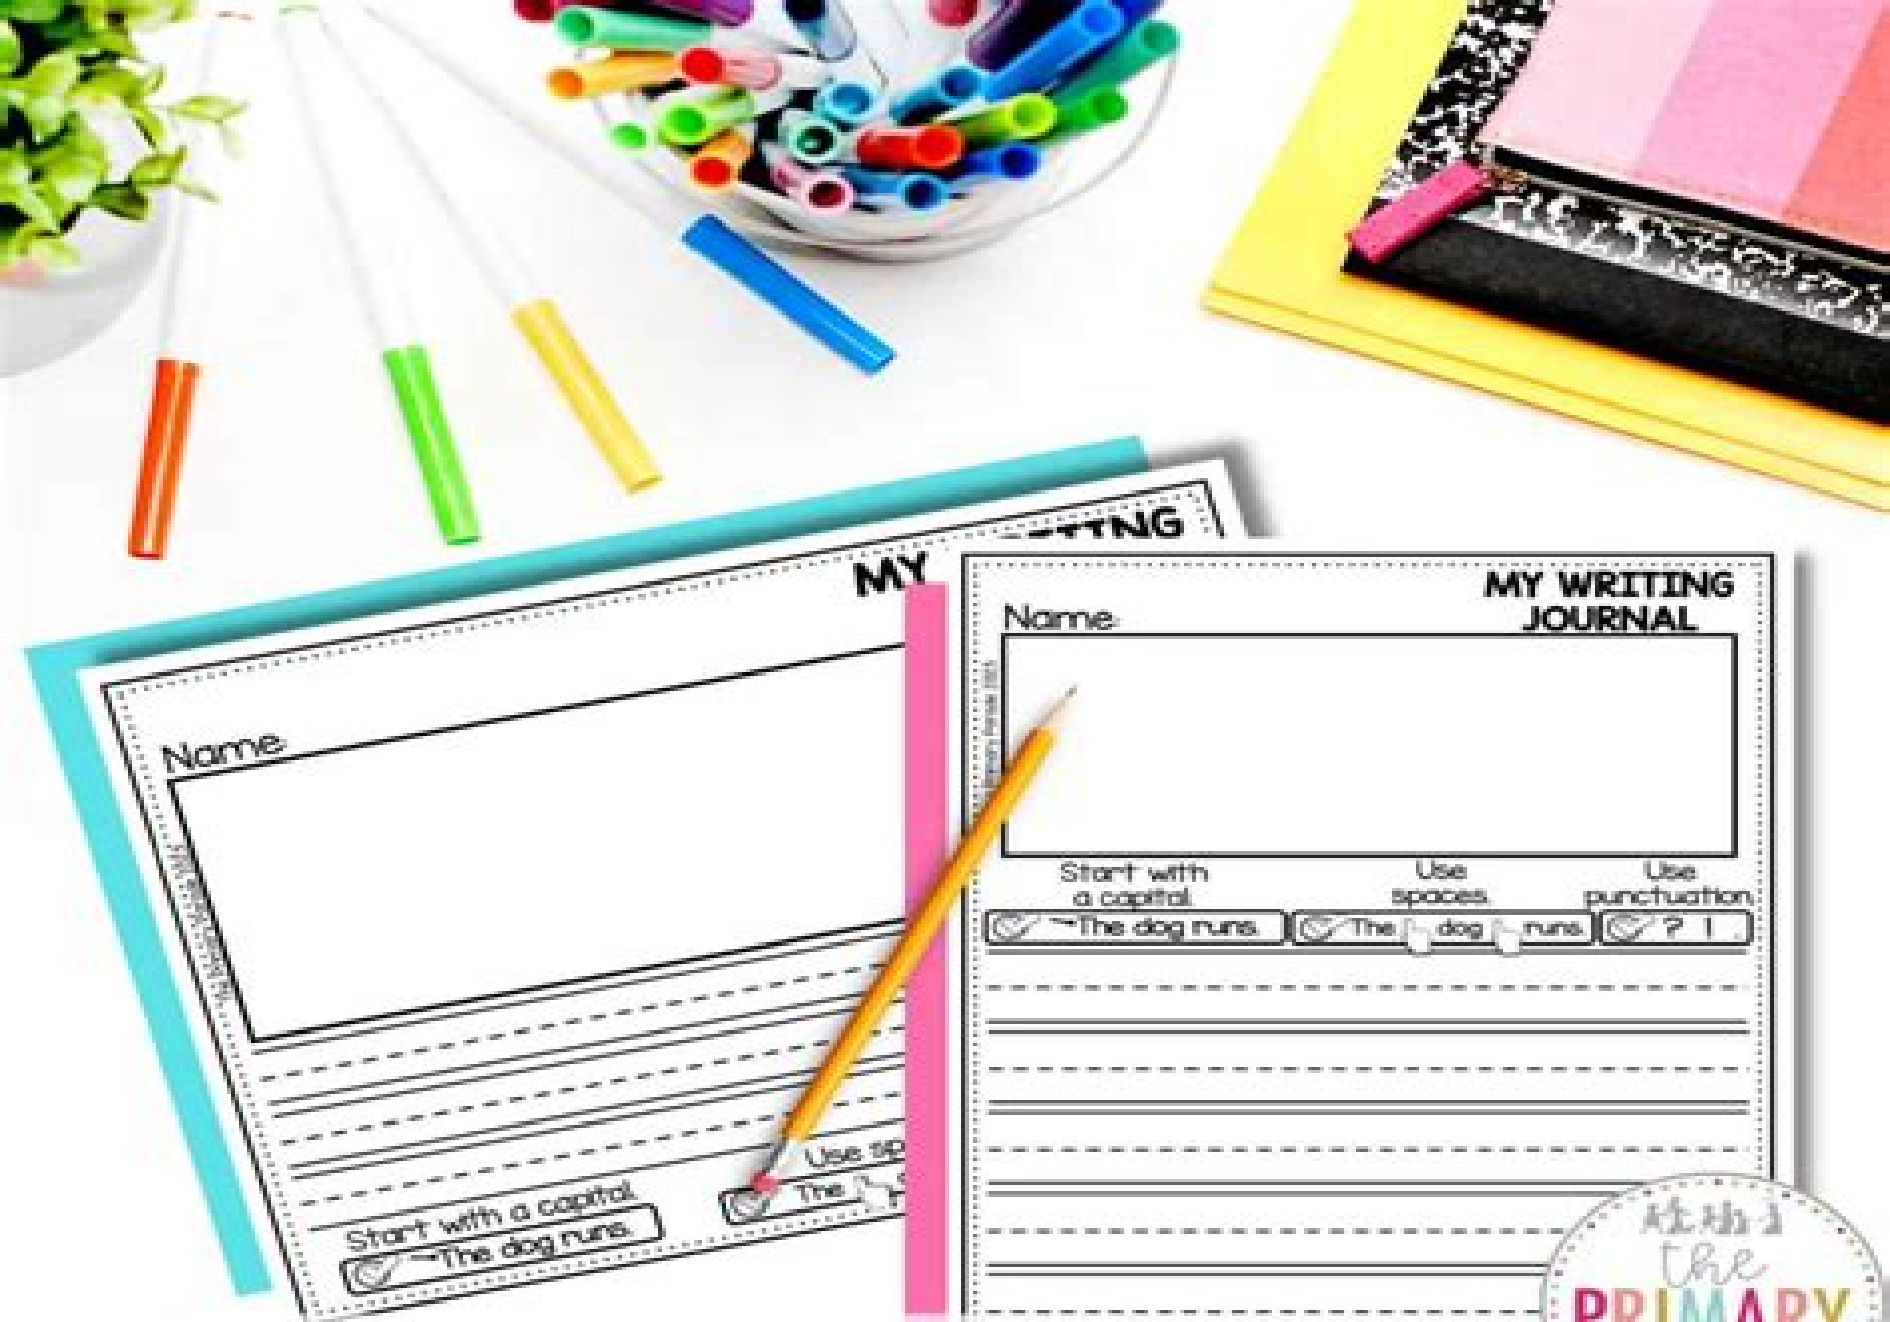 MY
Name:
Start with a capital.
The dog runs.
Use sp
The
MY WRITING
JOURNAL
Name:
Start with
a capital.
Use
spaces.
Use
punctuation.
The dog runs.
The dog runs.
? ! .
the
PRIMARY